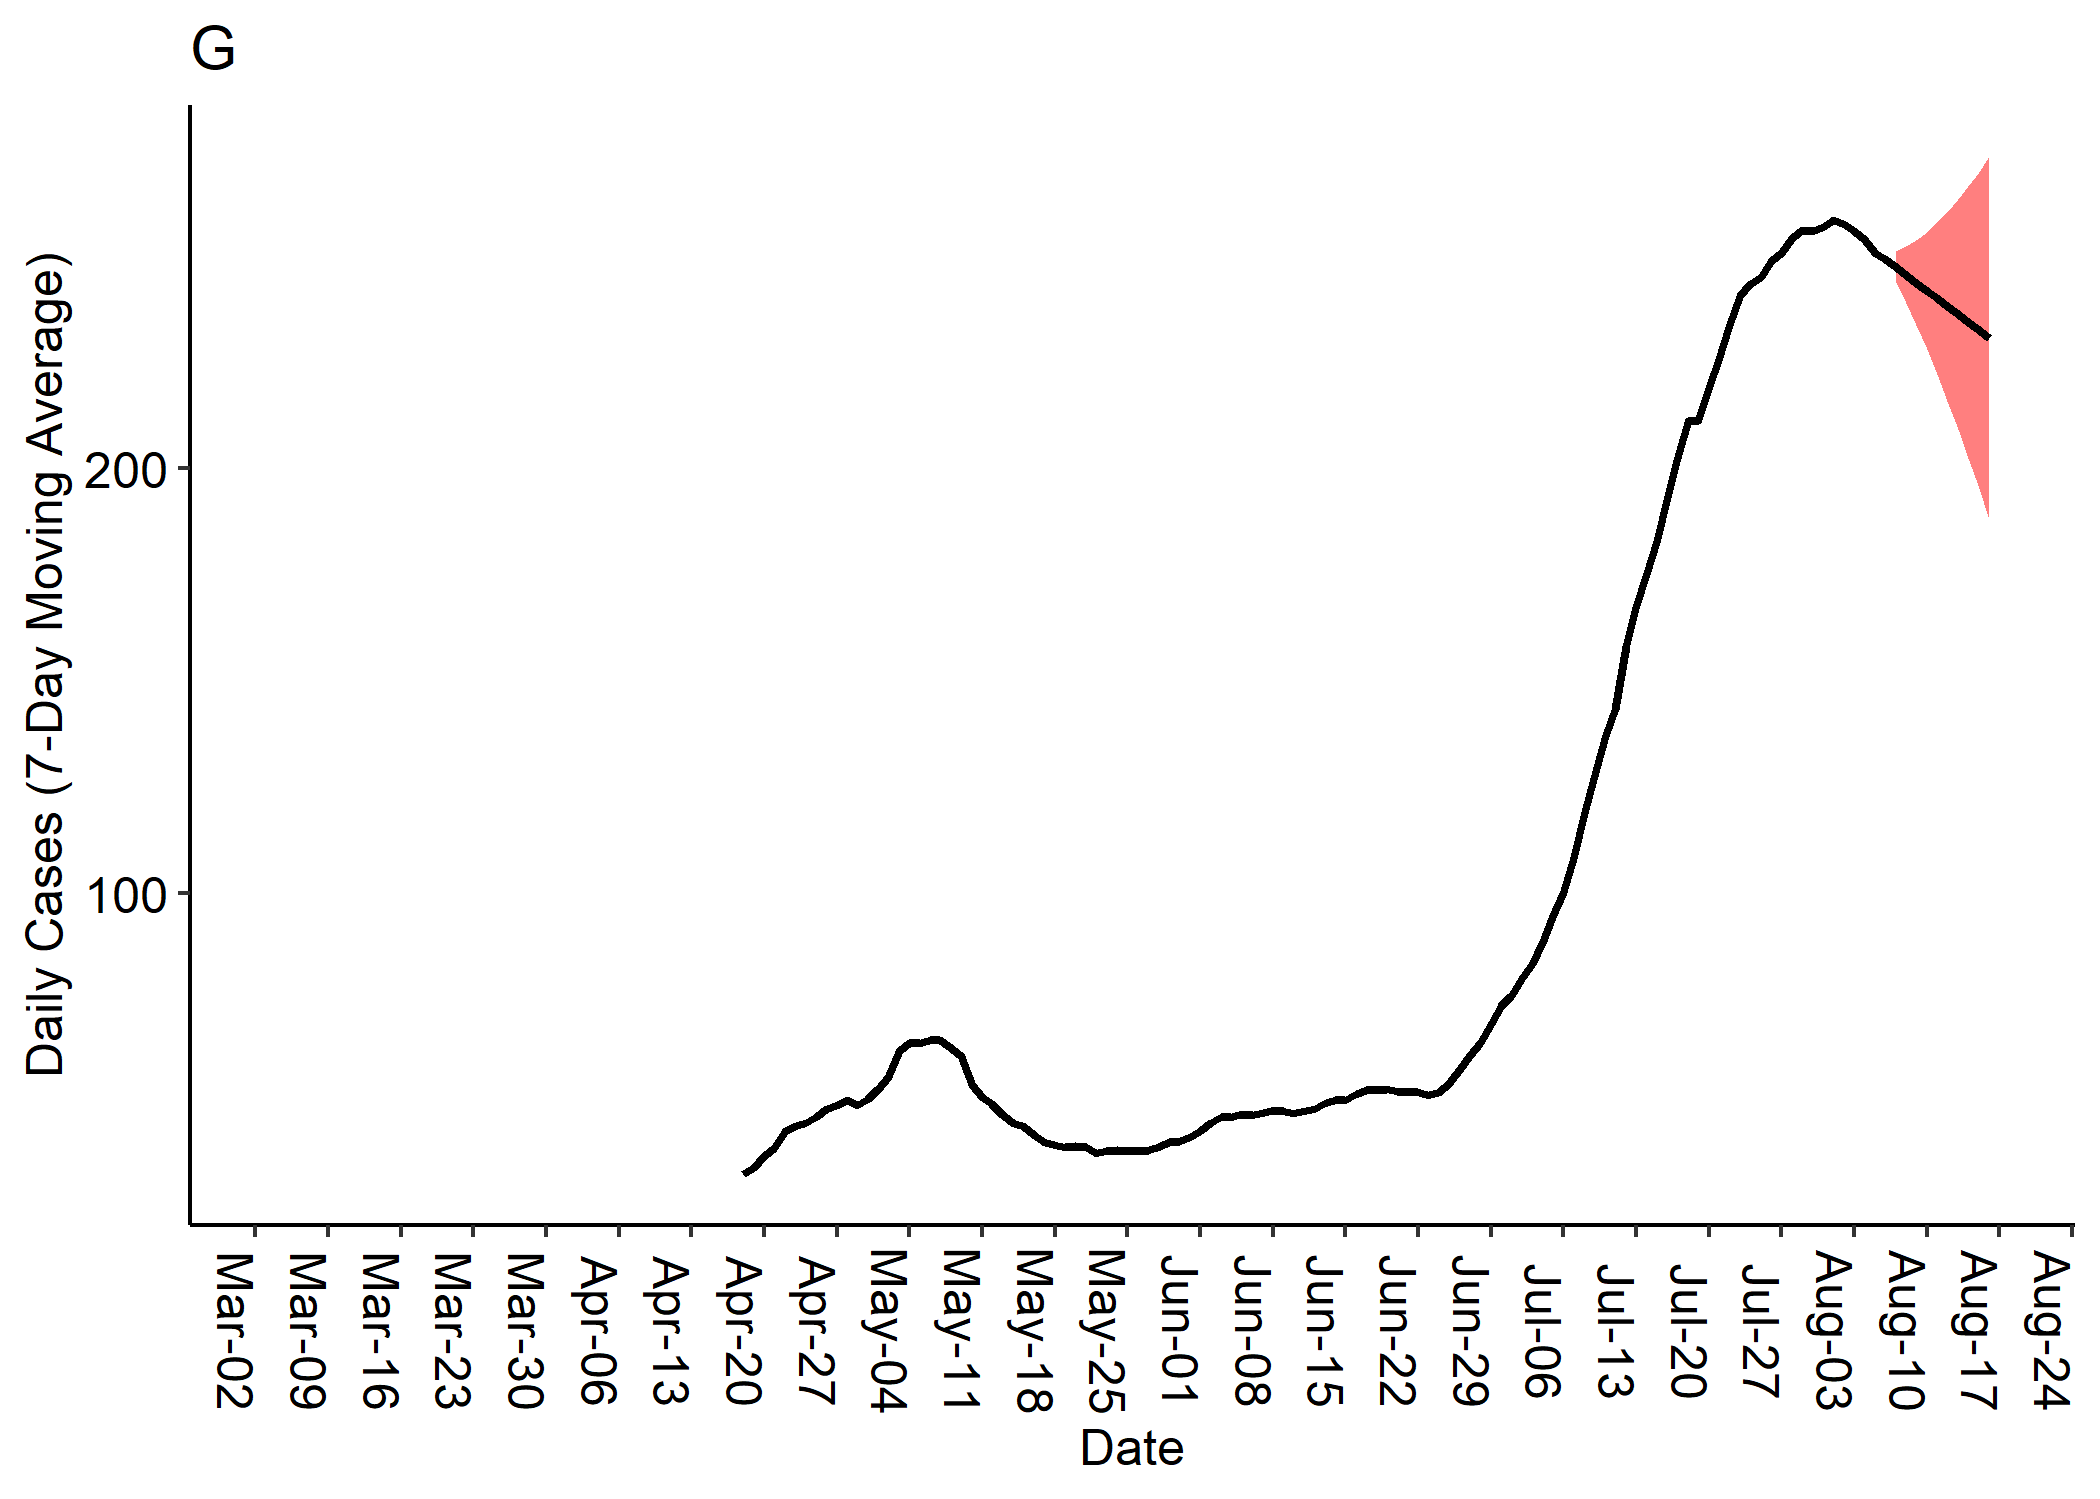 G
Daily Cases (7-Day Moving Average)
200
100
Mar-02
Mar-09
Mar-16
Mar-23
Mar-30
Apr-06
Apr-13
Apr-20
Apr-27
May-04
May-11
May-18
May-25
Jun-01
Jun-08
Jun-15
Jun-22
Jun-29
Jul-06
Jul-13
Jul-20
Jul-27
Aug-03
Aug-10
Aug-17
Aug-24
Date